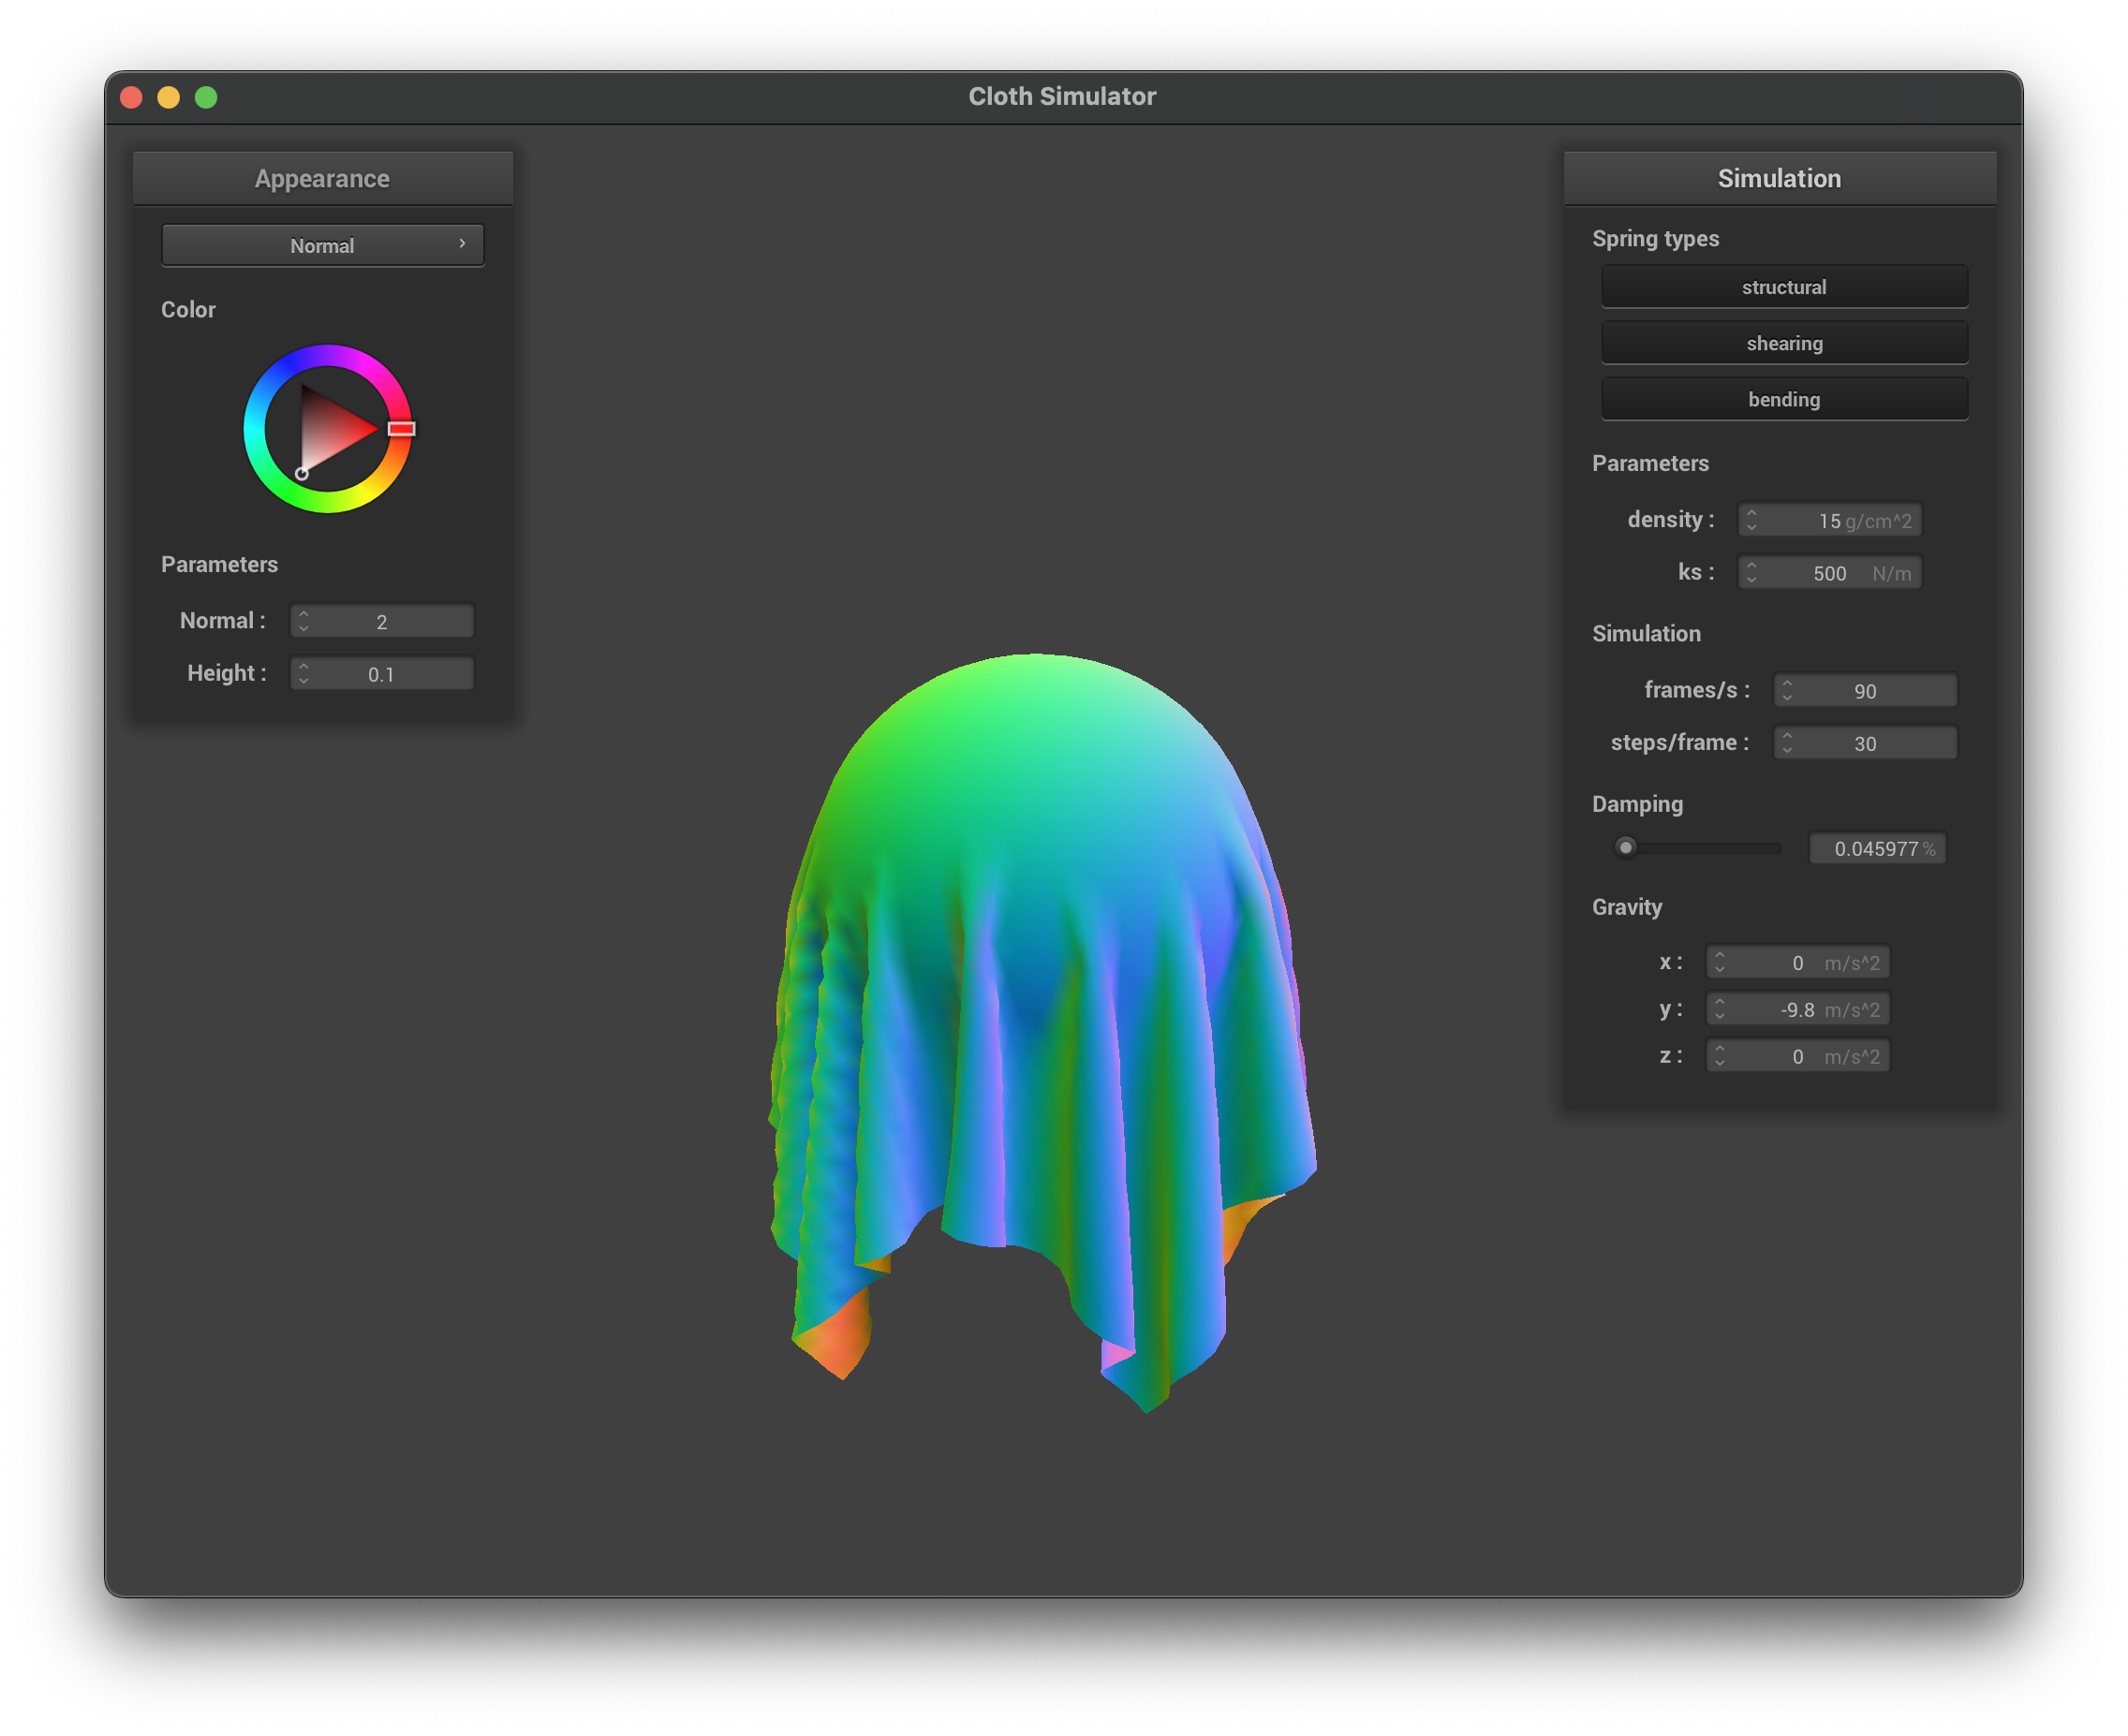 Cloth Simulator
Appearance
Normal
Color
Parameters
Normal : 2
Height : 0.1
Simulation
Spring types
structural
shearing
bending
Parameters
density : 15 g/cm^2
ks : 500 N/m
Simulation
frames/s : 90
steps/frame : 30
Damping
0.045977 %
Gravity
x : 0 m/s^2
y : -9.8 m/s^2
z : 0 m/s^2